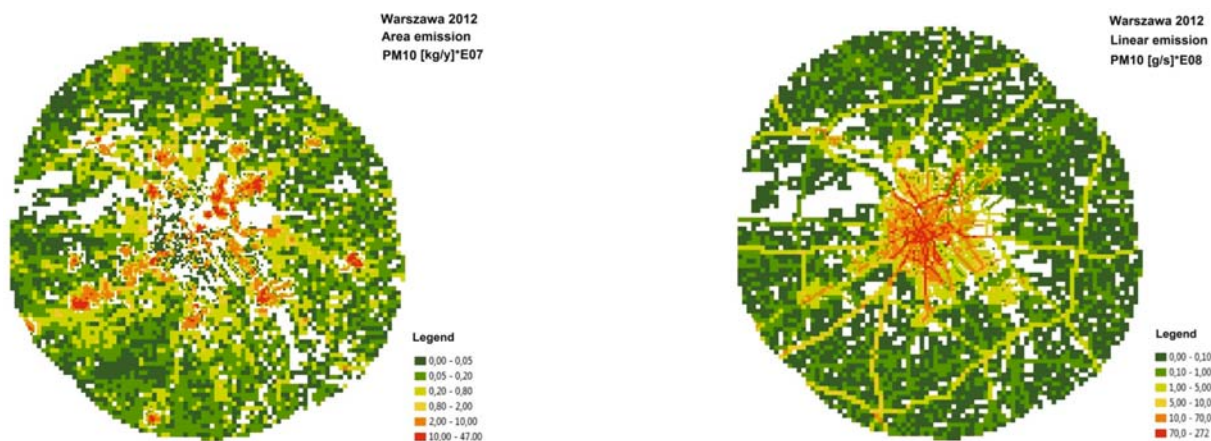 Warszawa 2012
Area emission
PM10 [kg/y]*E07
Legend
0,00 - 0,05
0,05 - 0,20
0,20 - 0,80
0,80 - 2,00
2,00 - 10,00
10,00 - 47,00
Warszawa 2012
Linear emission
PM10 [g/s]*E08
Legend
0,00 - 0,10
0,10 - 1,00
1,00 - 5,00
5,00 - 10,0
10,0 - 70,0
70,0 - 272